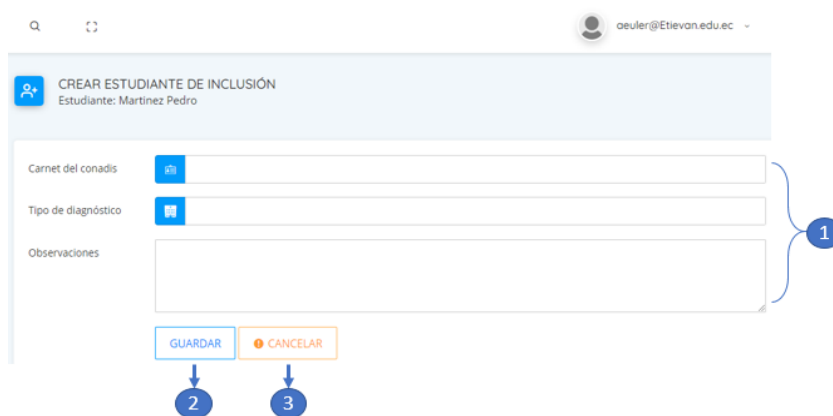 aeuler@Etievan.edu.ec
CREAR ESTUDIANTE DE INCLUSIÓN
Estudiante: Martinez Pedro
Carnet del conadis
Tipo de diagnóstico
Observaciones
1
GUARDAR
CANCELAR
2
3